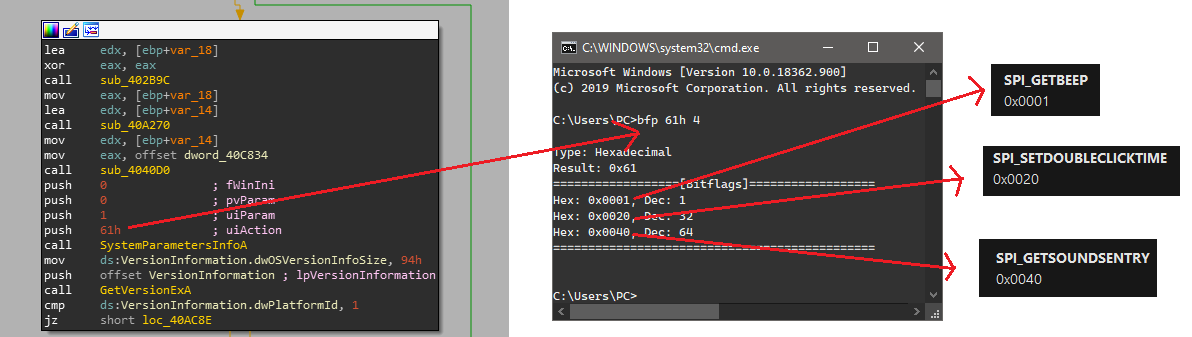 lea edx, [ebp+var_18]
xor eax, eax
call sub_402B9C
mov eax, [ebp+var_18]
lea edx, [ebp+var_14]
call sub_40A270
mov edx, [ebp+var_14]
mov eax, offset dword_40C834
call sub_4040D0
push 0 ; fWinIni
push 0 ; pvParam
push 1 ; uiParam
push 61h ; uiAction
call SystemParametersInfoA
mov ds:VersionInformation.dwOSVersionInfoSize, 94h
push offset VersionInformation ; lpVersionInformation
call GetVersionExA
cmp ds:VersionInformation.dwPlatformId, 1
jz short loc_40AC8E
C:\WINDOWS\system32\cmd.exe
Microsoft Windows [Version 10.0.18362.900]
(c) 2019 Microsoft Corporation. All rights reserved.
C:\Users\PC>bfp 61h 4
Type: Hexadecimal
Result: 0x61
==================[Bitflags]==================
Hex: 0x0001, Dec: 1
Hex: 0x0020, Dec: 32
Hex: 0x0040, Dec: 64
==============================================
C:\Users\PC>
SPI_GETBEEP
0x0001
SPI_SETDOUBLECLICKTIME
0x0020
SPI_GETSOUNDSENTRY
0x0040